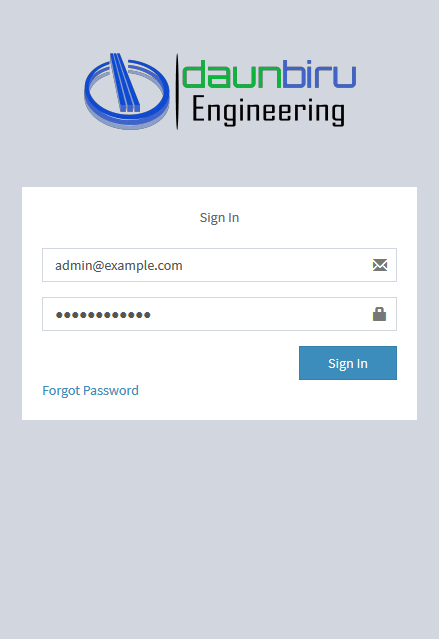 daunbiru
Engineering
Sign In
admin@example.com
●●●●●●●●●●●●
Sign In
Forgot Password